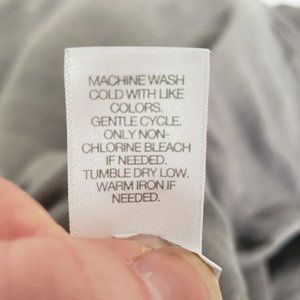 MACHINE WASH
COLD WITH LIKE
COLORS.
GENTLE CYCLE.
ONLY NON-
CHLORINE BLEACH
IF NEEDED.
TUMBLE DRY LOW.
WARM IRON IF
NEEDED.